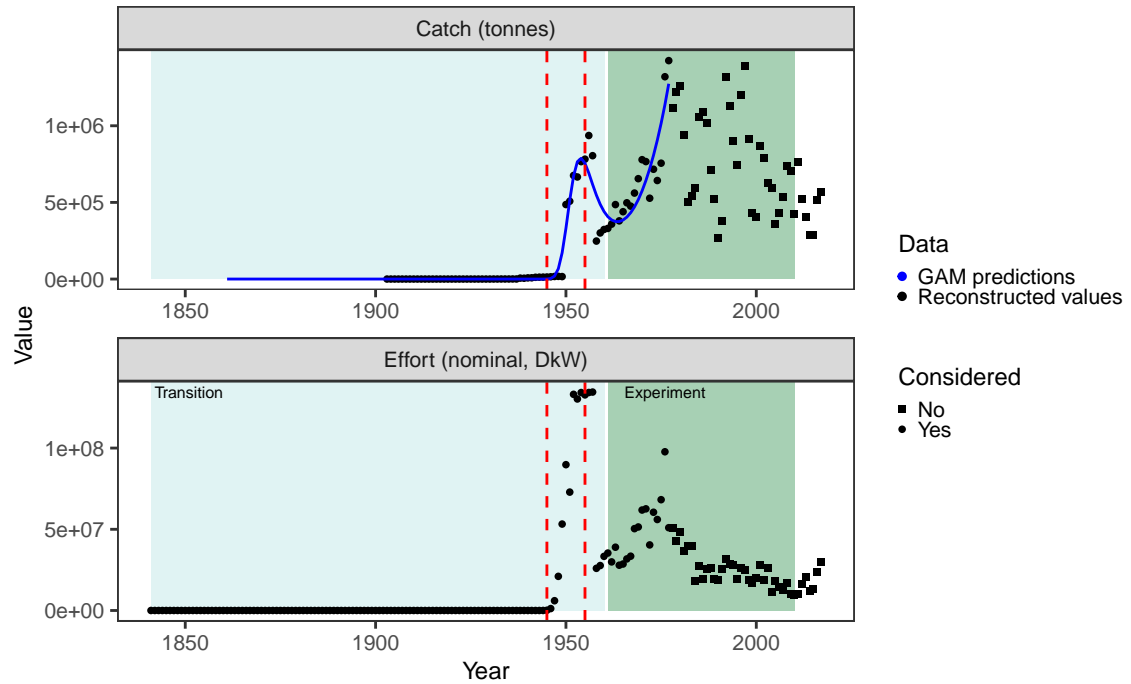 Catch (tonnes)
1e+06
5e+05
0e+00
1850 1900 1950 2000
Value
Effort (nominal, DkW)
Transition Experiment
1e+08
5e+07
0e+00
1850 1900 1950 2000
Year
Data
GAM predictions
Reconstructed values
Considered
No
Yes